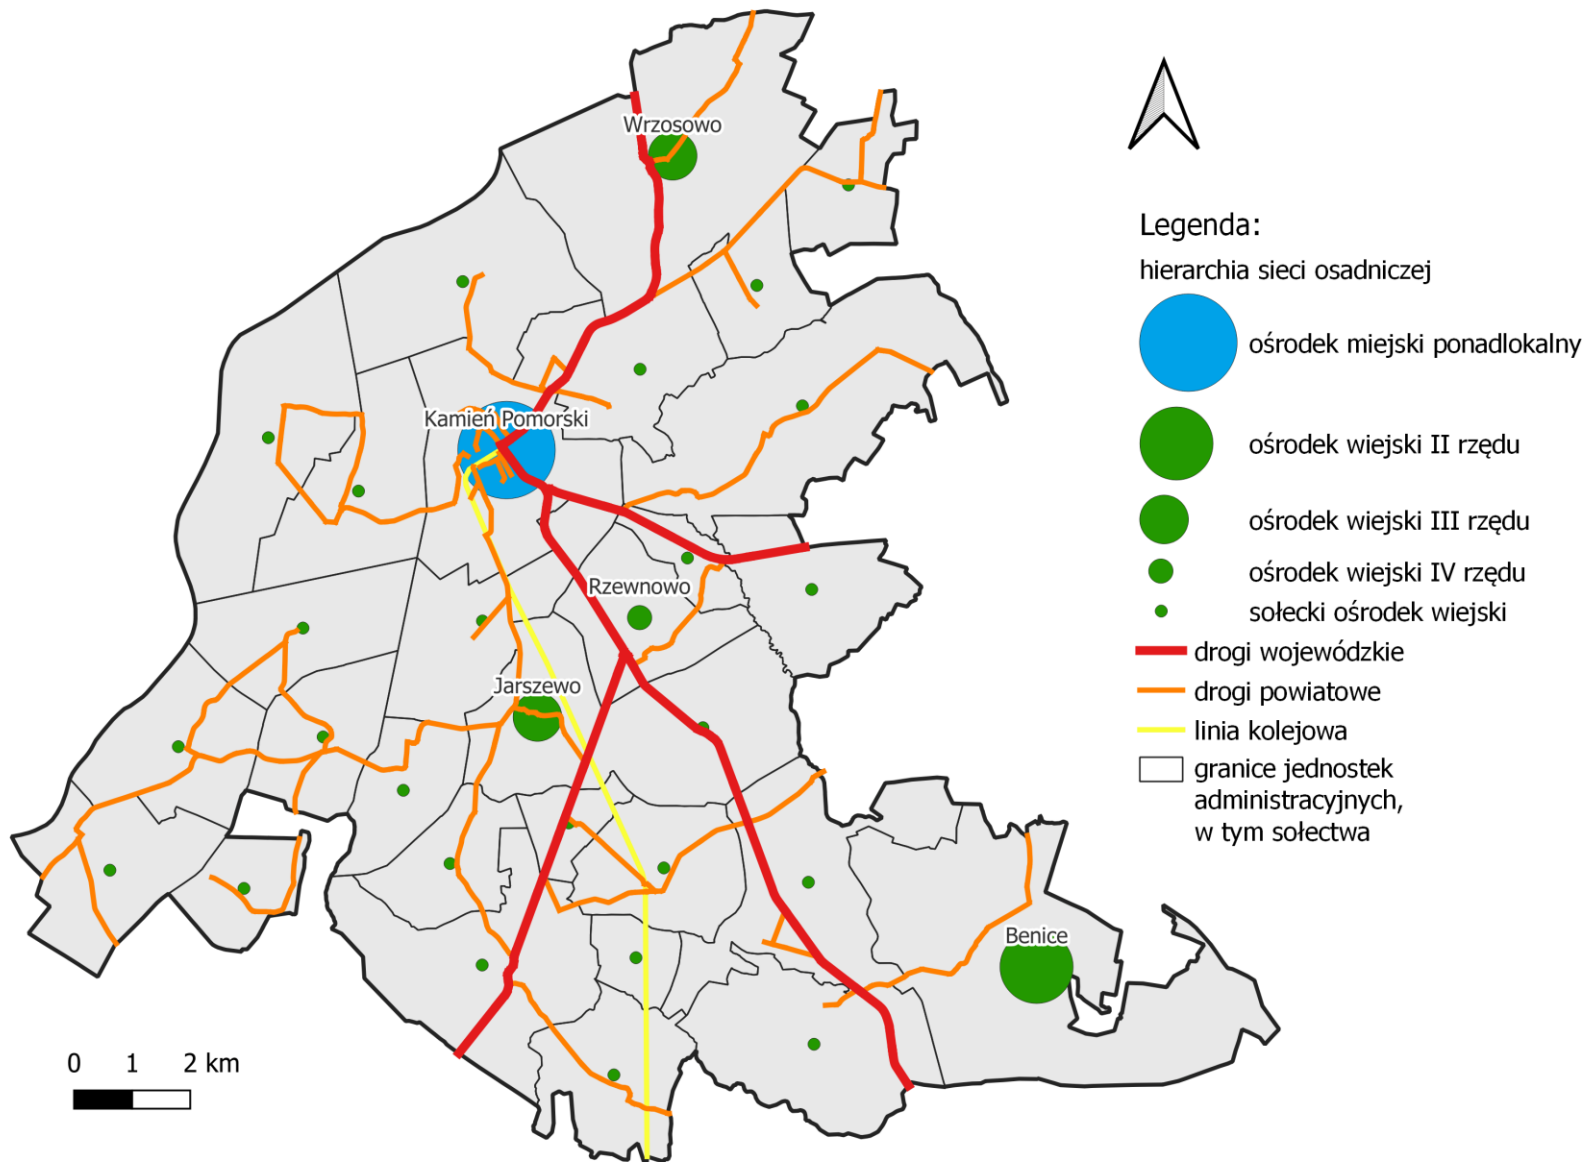 Wrzosowo
Kamień Pomorski
Rzewnowo
Jarszewo
Benice
0 1 2 km
Legenda:
hierarchia sieci osadniczej
ośrodek miejski ponadlokalny
ośrodek wiejski II rzędu
ośrodek wiejski III rzędu
ośrodek wiejski IV rzędu
sołecki ośrodek wiejski
drogi wojewódzkie
drogi powiatowe
linia kolejowa
granice jednostek
administracyjnych,
w tym sołectwa